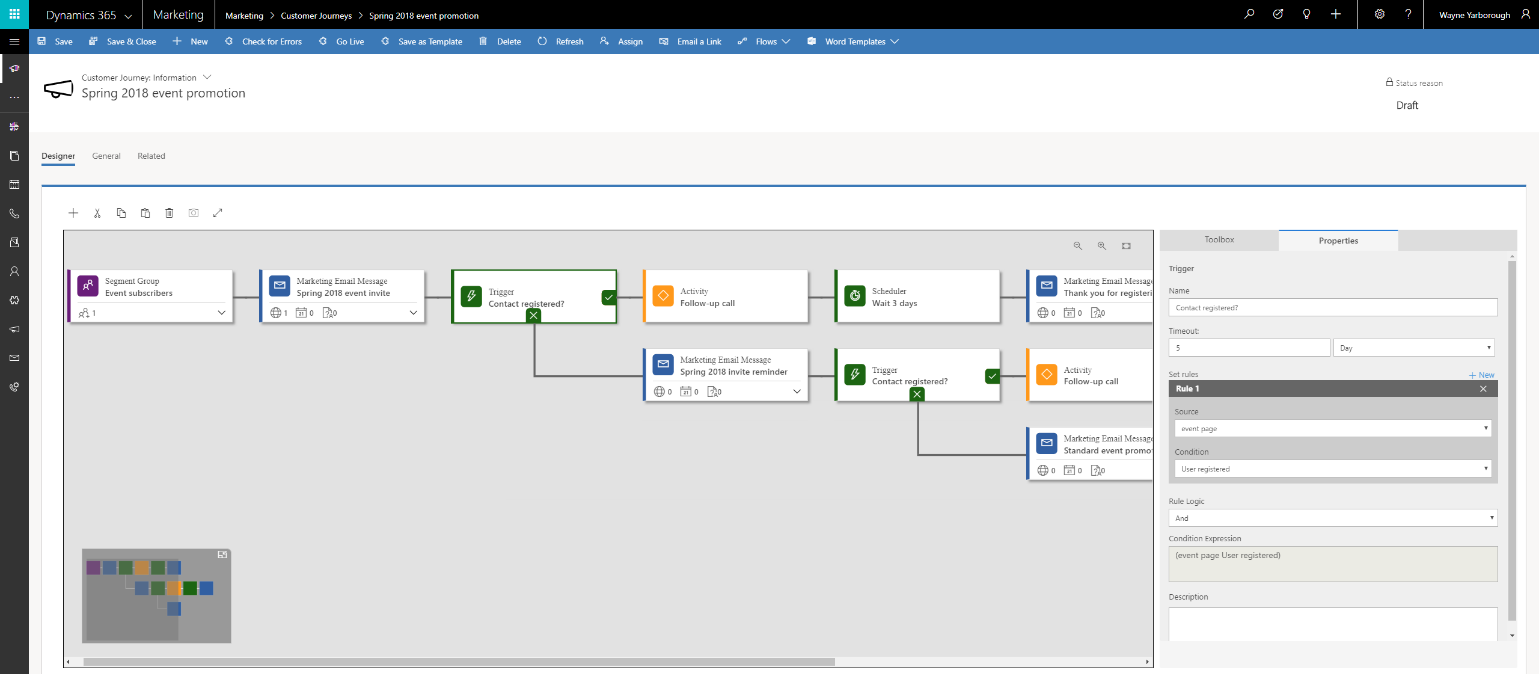 Dynamics 365 Marketing Marketing > Customer Journeys > Spring 2018 event promotion Wayne Yarborough
Save Save & Close New Check for Errors Go Live Save as Template Delete Refresh Assign Email a Link Flows Word Templates
Customer Journey: Information
Spring 2018 event promotion
Status reason
Draft
Designer General Related
Toolbox Properties
Segment Group
Event subscribers
1
Marketing Email Message
Spring 2018 event invite
1 0 0
Trigger
Contact registered?
Activity
Follow-up call
Scheduler
Wait 3 days
Marketing Email Message
Thank you for registeri
0 0 0
Marketing Email Message
Spring 2018 invite reminder
0 0 0
Trigger
Contact registered?
Activity
Follow-up call
Marketing Email Message
Standard event promo
0 0 0
Trigger
Name
Contact registered?
Timeout:
5 Day
Set rules + New
Rule 1
Source
event page
Condition
User registered
Rule Logic
And
Condition Expression
(event page User registered)
Description